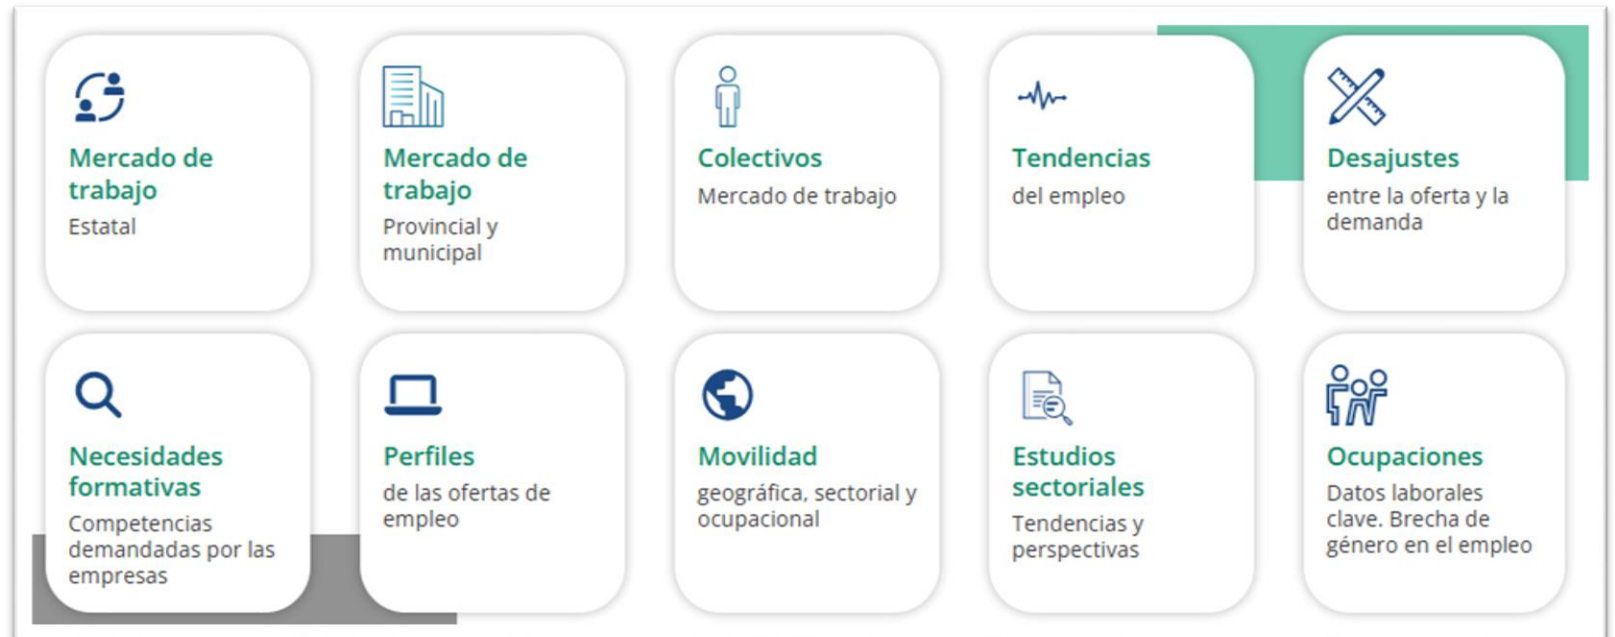 Mercado de
trabajo
Estatal
Mercado de
trabajo
Provincial y
municipal
Colectivos
Mercado de trabajo
Tendencias
del empleo
Desajustes
entre la oferta y la
demanda
Necesidades
formativas
Competencias
demandadas por las
empresas
Perfiles
de las ofertas de
empleo
Movilidad
geográfica, sectorial y
ocupacional
Estudios
sectoriales
Tendencias y
perspectivas
Ocupaciones
Datos laborales
clave. Brecha de
género en el empleo